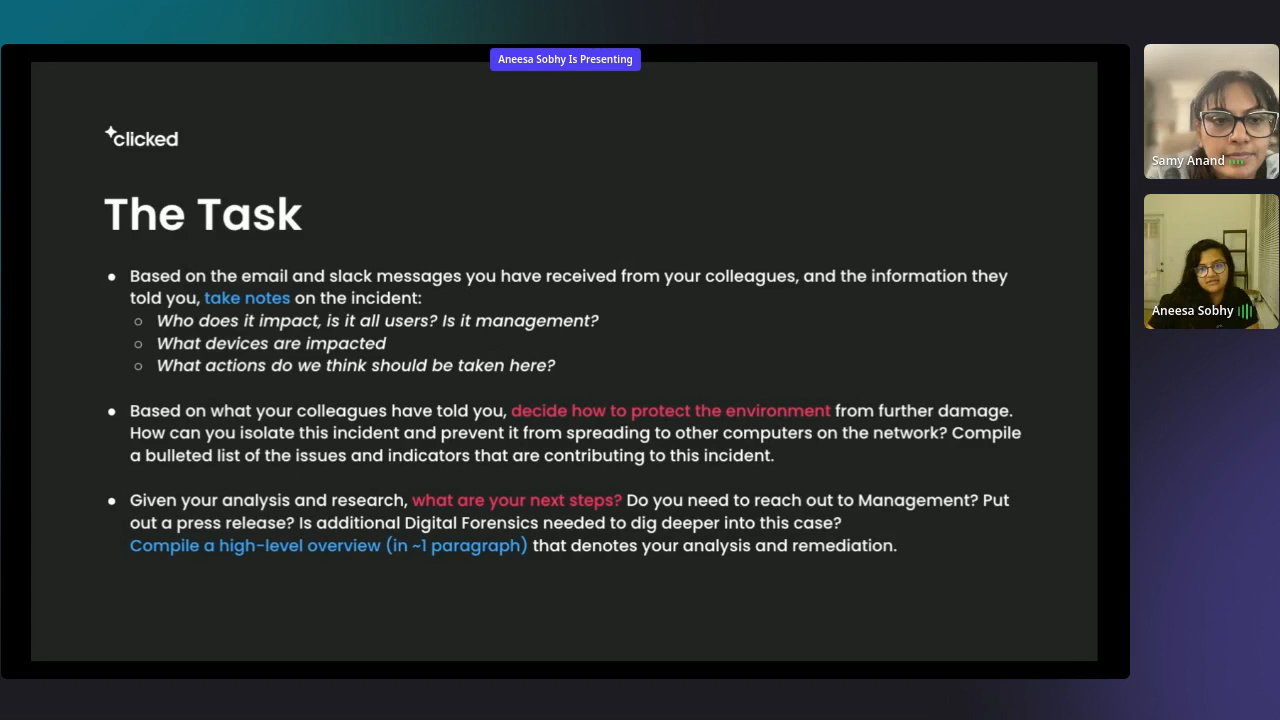 Aneesa Sobhy Is Presenting
clicked
The Task
● Based on the email and slack messages you have received from your colleagues, and the information they
told you, take notes on the incident:
○ Who does it impact, is it all users? Is it management?
○ What devices are impacted
○ What actions do we think should be taken here?
● Based on what your colleagues have told you, decide how to protect the environment from further damage.
How can you isolate this incident and prevent it from spreading to other computers on the network? Compile
a bulleted list of the issues and indicators that are contributing to this incident.
● Given your analysis and research, what are your next steps? Do you need to reach out to Management? Put
out a press release? Is additional Digital Forensics needed to dig deeper into this case?
Compile a high-level overview (in ~1 paragraph) that denotes your analysis and remediation.
Samy Anand
Aneesa Sobhy